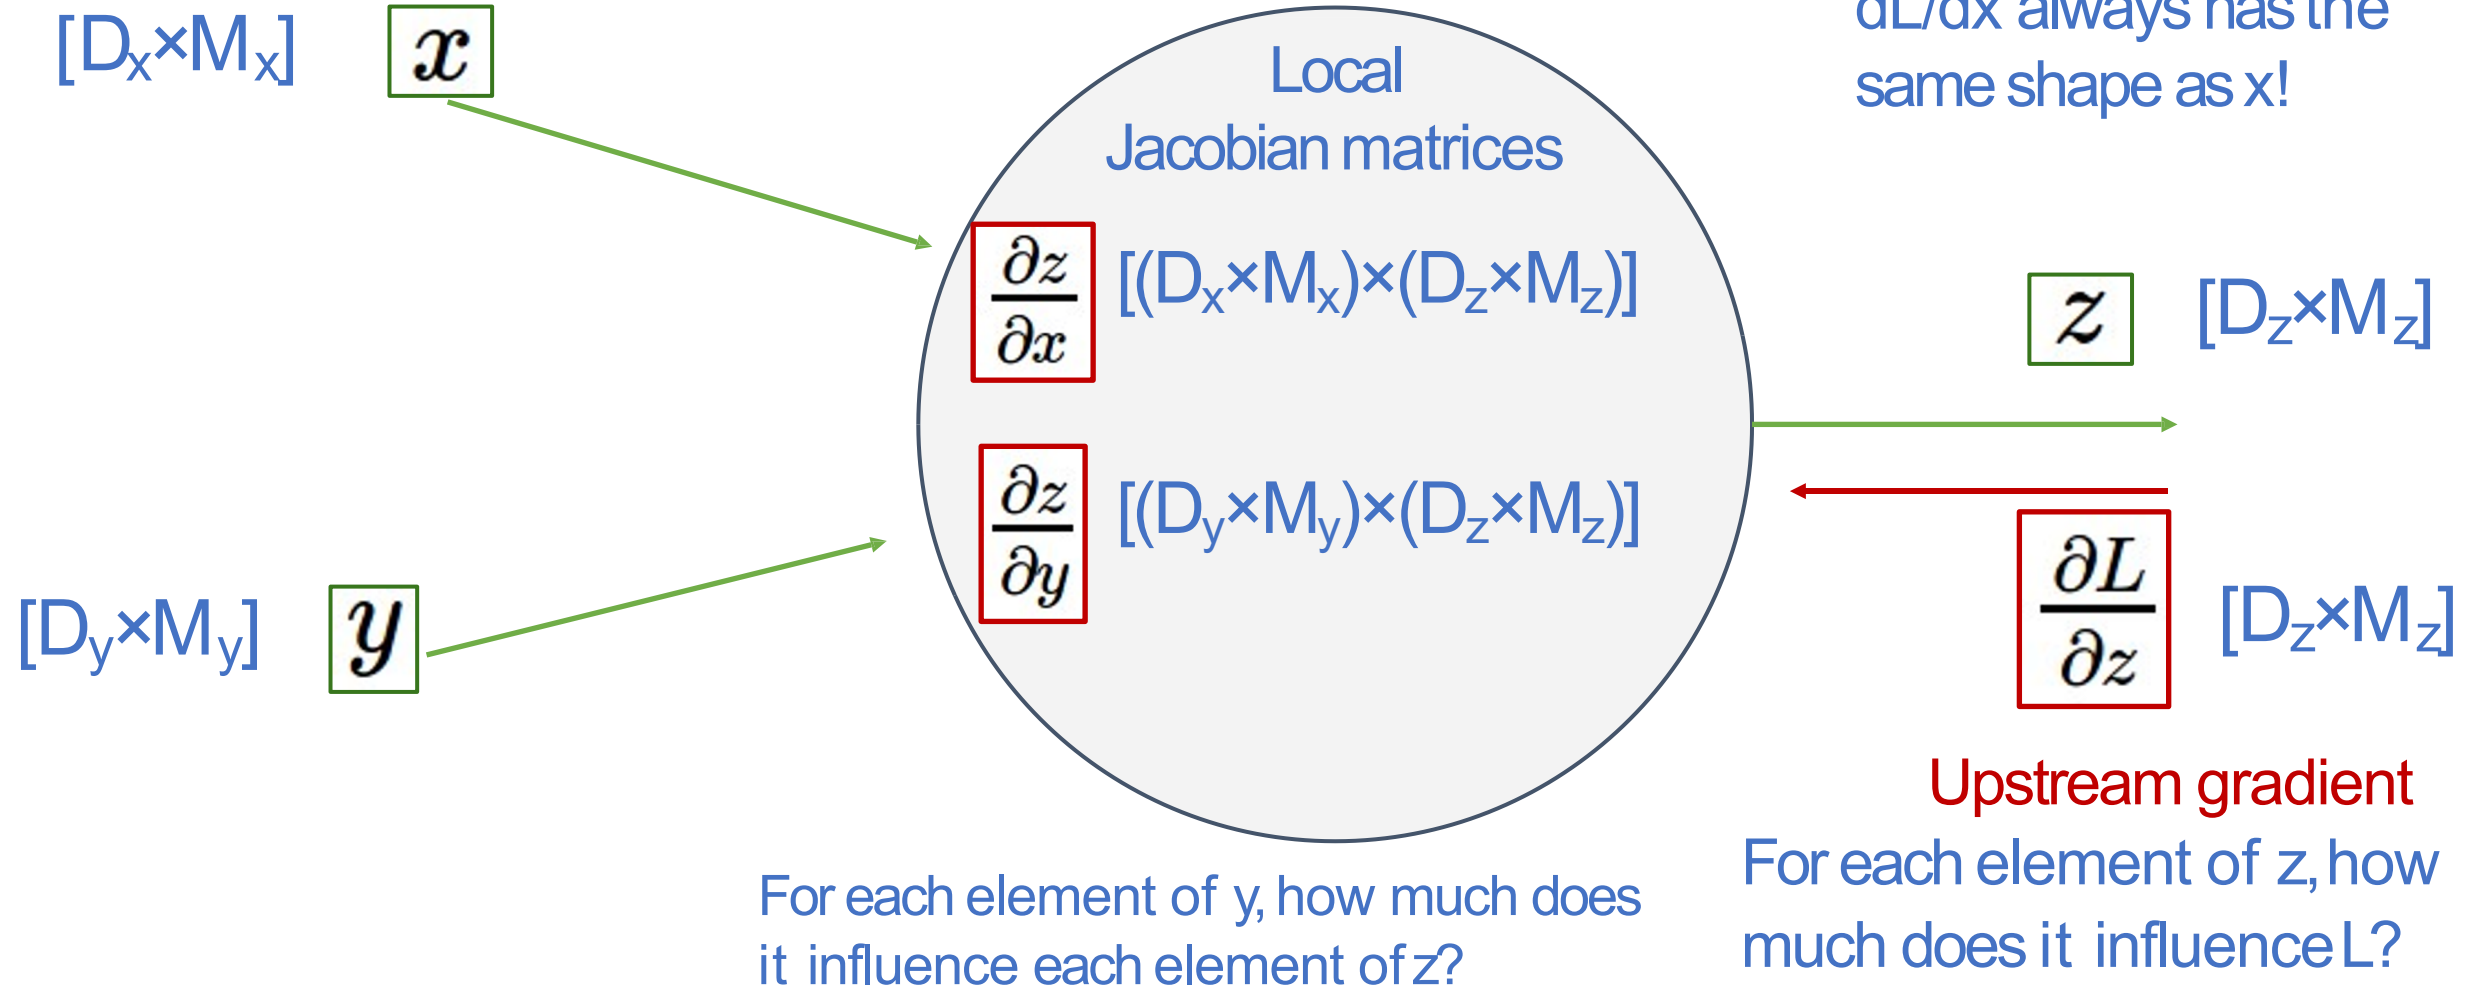 [Dx×Mx] x
dL/dx always has the
same shape as x!
Local
Jacobian matrices
∂z/∂x [(Dx×Mx)×(Dz×Mz)]
z [Dz×Mz]
∂z/∂y [(Dy×My)×(Dz×Mz)]
[Dy×My] y
∂L/∂z [Dz×Mz]
Upstream gradient
For each element of z, how
much does it influence L?
For each element of y, how much does
it influence each element of z?